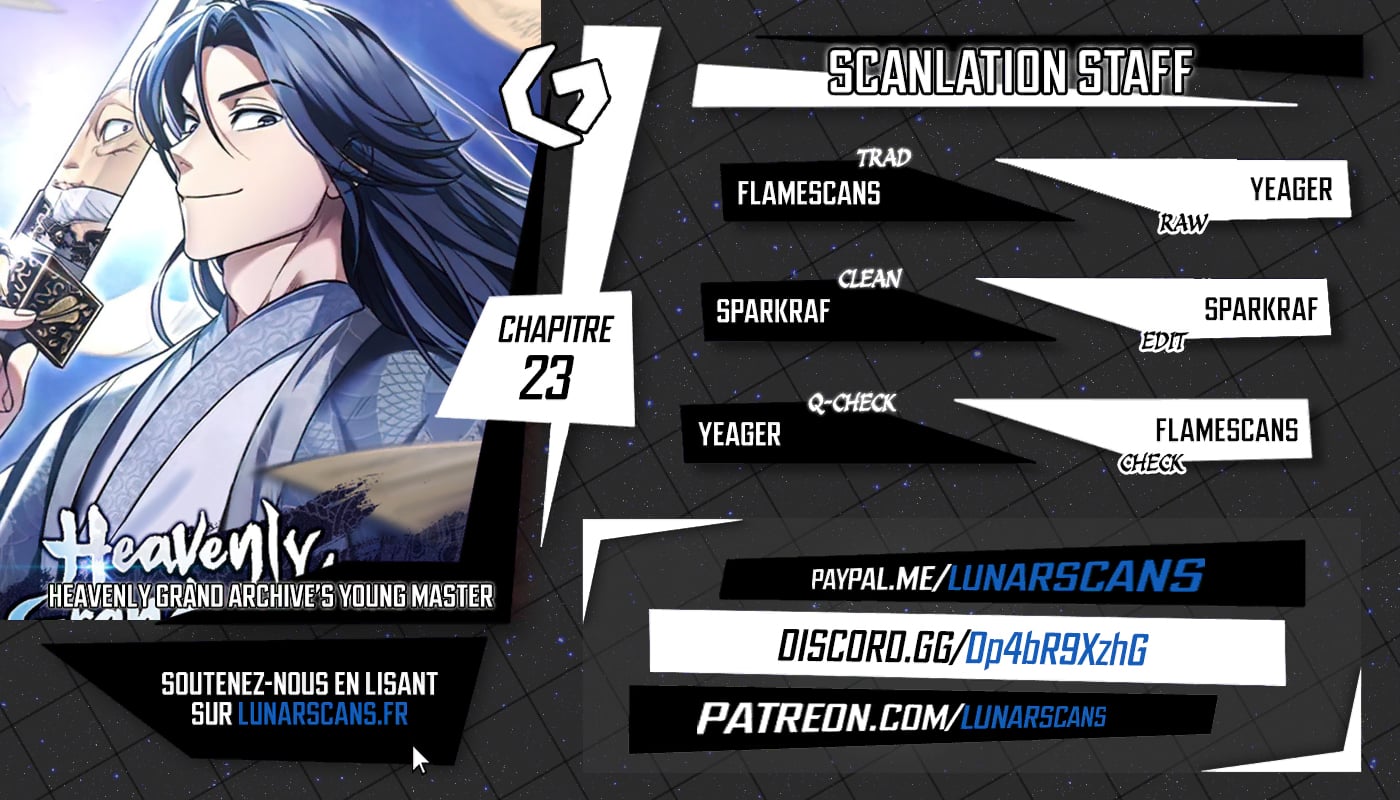 SCANLATION STAFF
TRAD
FLAMESCANS
YEAGER
RAW
CLEAN
SPARKRAF
SPARKRAF
EDIT
Q-CHECK
YEAGER
FLAMESCANS
CHECK
CHAPITRE
23
Heavenly
HEAVENLY GRAND ARCHIVE'S YOUNG MASTER
SOUTENEZ-NOUS EN LISANT
SUR LUNARSCANS.FR
PAYPAL.ME/LUNARSCANS
DISCORD.GG/Dp4bR9XzhG
PATREON.COM/LUNARSCANS